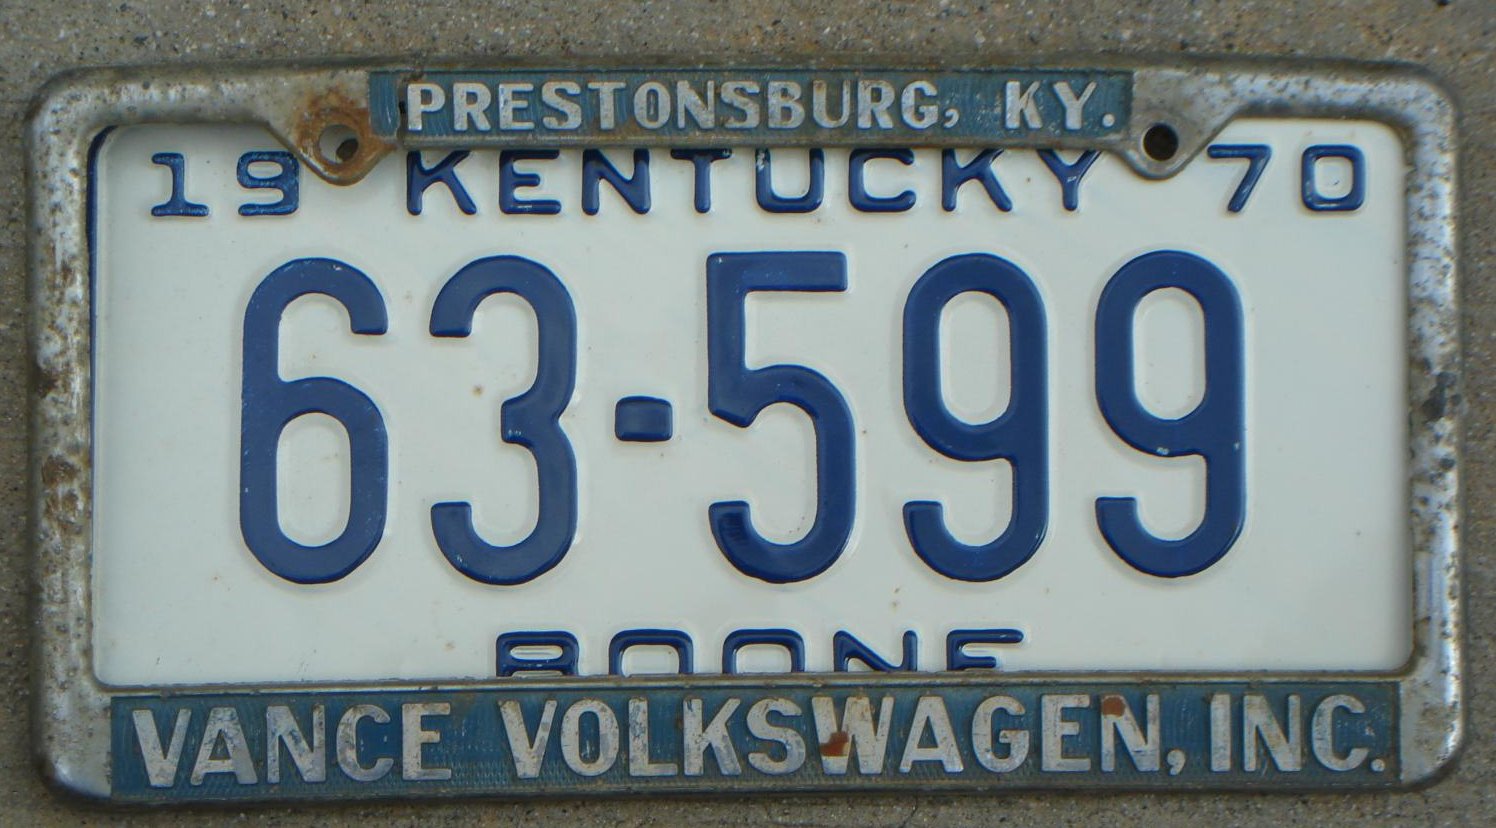 PRESTONSBURG, KY.
19 KENTUCKY 70
63-599
BOONE
VANCE VOLKSWAGEN, INC.